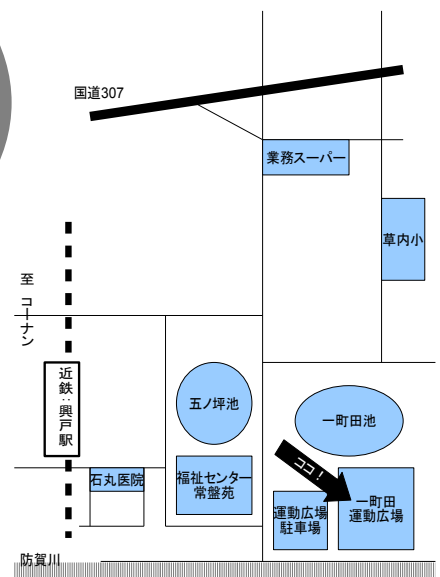 国道307
業務スーパー
草内小
至 コーナン
近鉄:興戸駅
五ノ坪池
一町田池
ココ!
石丸医院
福祉センター
常盤苑
運動広場
駐車場
一町田
運動広場
防賀川